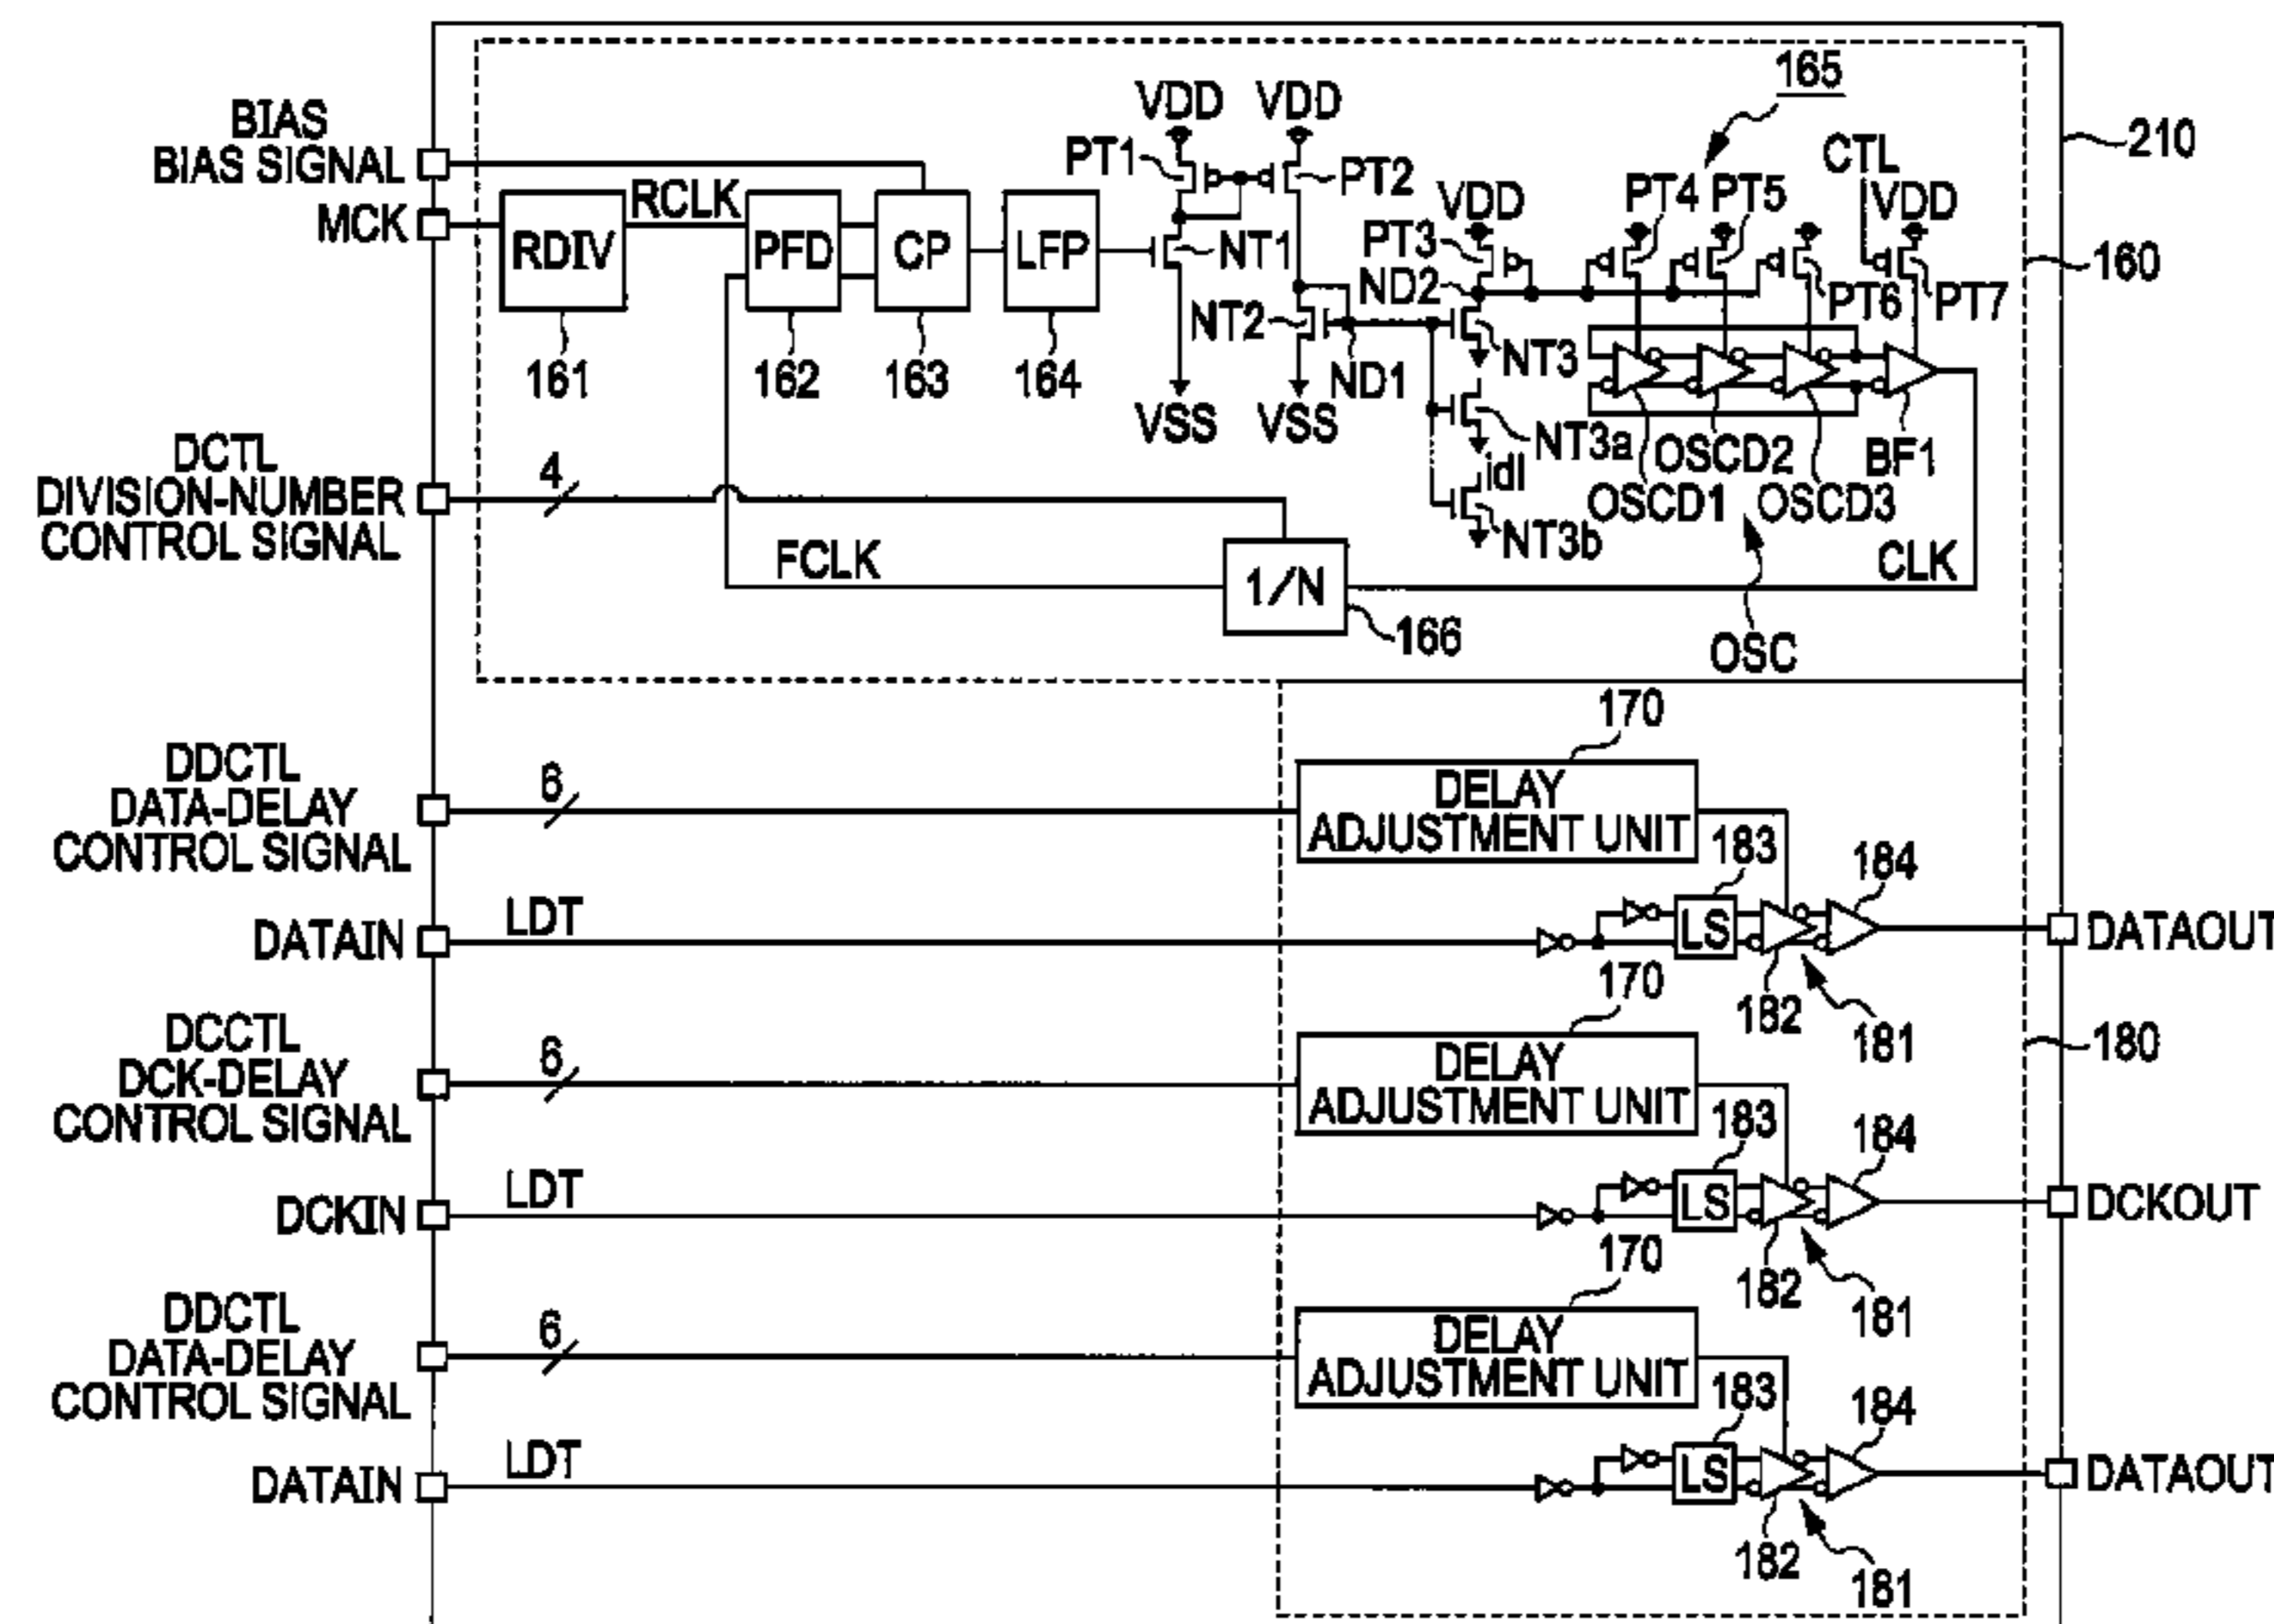 165
BIAS
BIAS SIGNAL
VDD
VDD
PT1
PT2
VDD
PT3
PT4
PT5
CTL
VDD
210
MCK
RDIV
RCLK
PFD
CP
LFP
NT1
ND2
PT6
PT7
160
161
162
163
164
NT2
ND1
NT3
VSS
VSS
NT3a
OSCD2
BF1
idl
OSCD1
OSCD3
NT3b
DCTL
DIVISION-NUMBER
CONTROL SIGNAL
4
FCLK
1/N
CLK
166
OSC
170
DDCTL
DATA-DELAY
CONTROL SIGNAL
6
DELAY
ADJUSTMENT UNIT
183
184
DATAIN
LDT
LS
DATAOUT
182
181
170
DCCTL
DCK-DELAY
CONTROL SIGNAL
6
DELAY
ADJUSTMENT UNIT
180
183
184
DCKIN
LDT
LS
DCKOUT
182
181
170
DDCTL
DATA-DELAY
CONTROL SIGNAL
6
DELAY
ADJUSTMENT UNIT
183
184
DATAIN
LDT
LS
DATAOUT
182
181